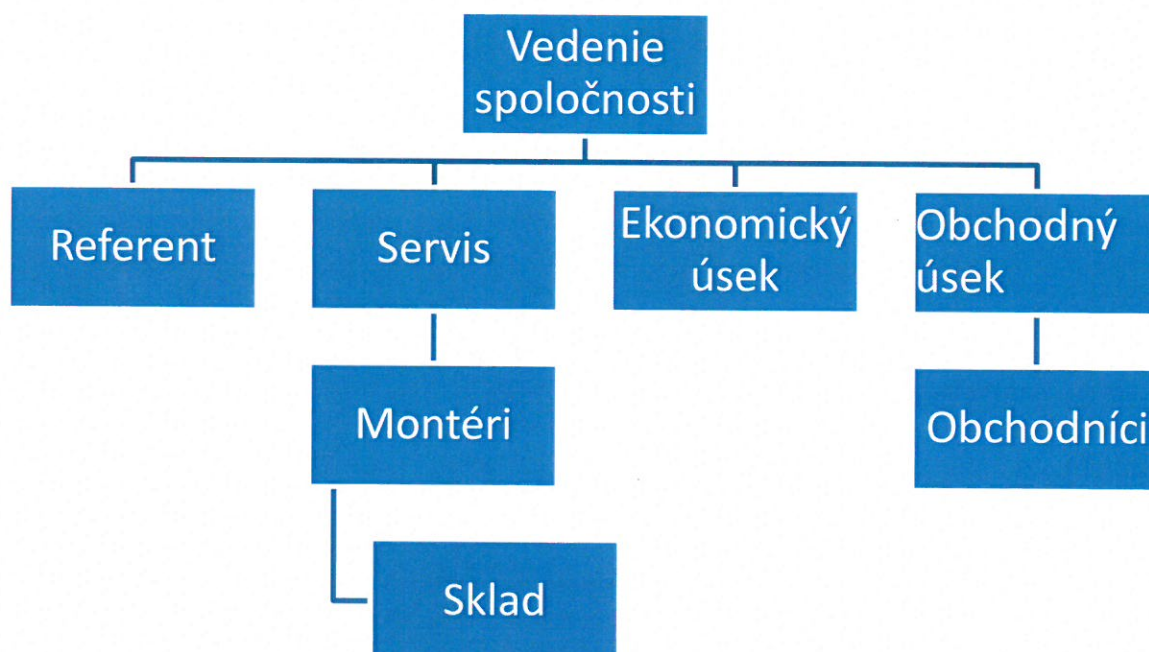 Vedenie
spoločnosti
Referent
Servis
Ekonomický
úsek
Obchodný
úsek
Montéri
Obchodníci
Sklad